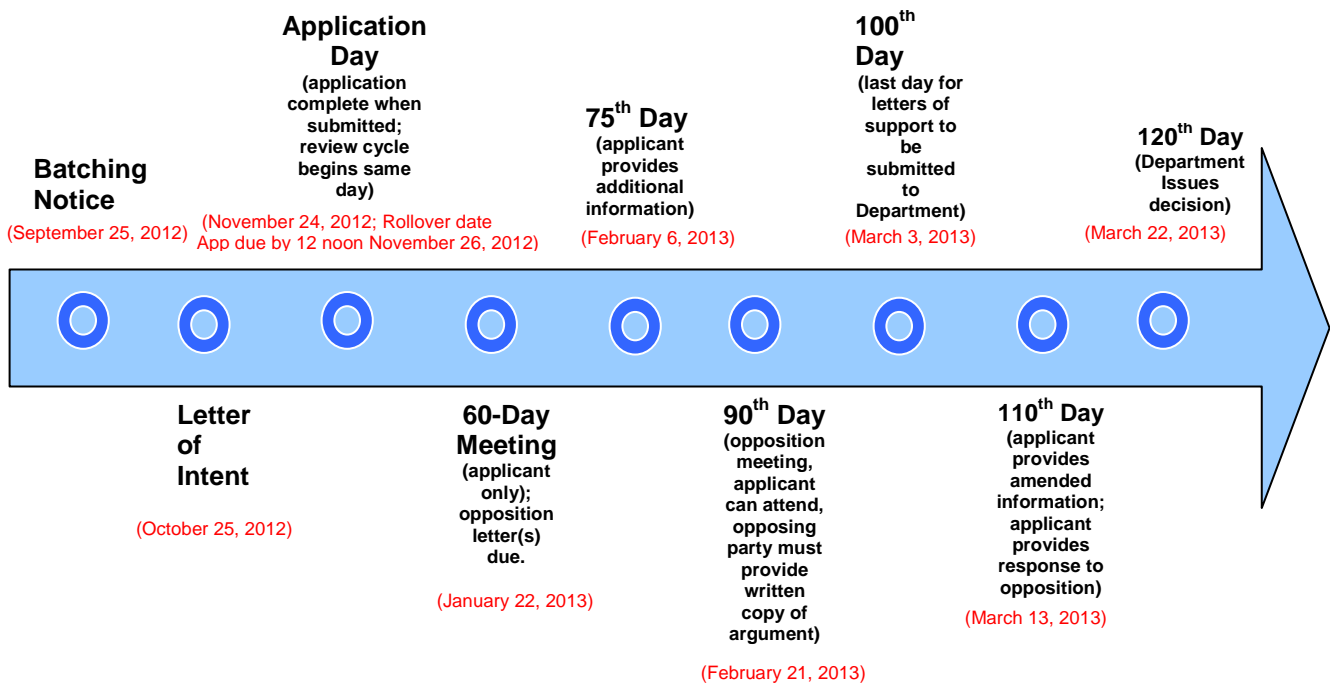 Batching
Notice
(September 25, 2012)
Letter
of
Intent
(October 25, 2012)
Application
Day
(application
complete when
submitted;
review cycle
begins same
day)
(November 24, 2012; Rollover date
App due by 12 noon November 26, 2012)
60-Day
Meeting
(applicant
only);
opposition
letter(s)
due.
(January 22, 2013)
75th Day
(applicant
provides
additional
information)
(February 6, 2013)
90th Day
(opposition
meeting,
applicant
can attend,
opposing
party must
provide
written
copy of
argument)
(February 21, 2013)
100th
Day
(last day for
letters of
support to
be
submitted
to
Department)
(March 3, 2013)
110th Day
(applicant
provides
amended
information;
applicant
provides
response to
opposition)
(March 13, 2013)
120th Day
(Department
Issues
decision)
(March 22, 2013)